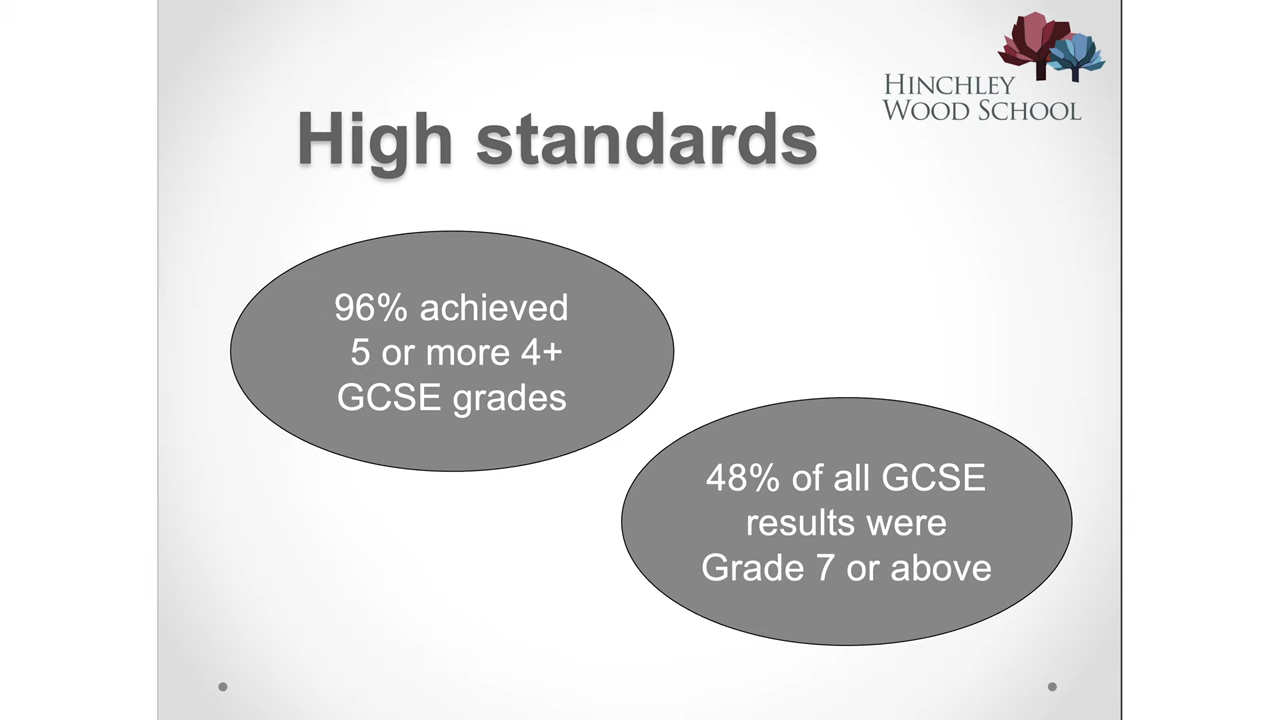 HINCHLEY
WOOD SCHOOL
High standards
96% achieved
5 or more 4+
GCSE grades
48% of all GCSE
results were
Grade 7 or above